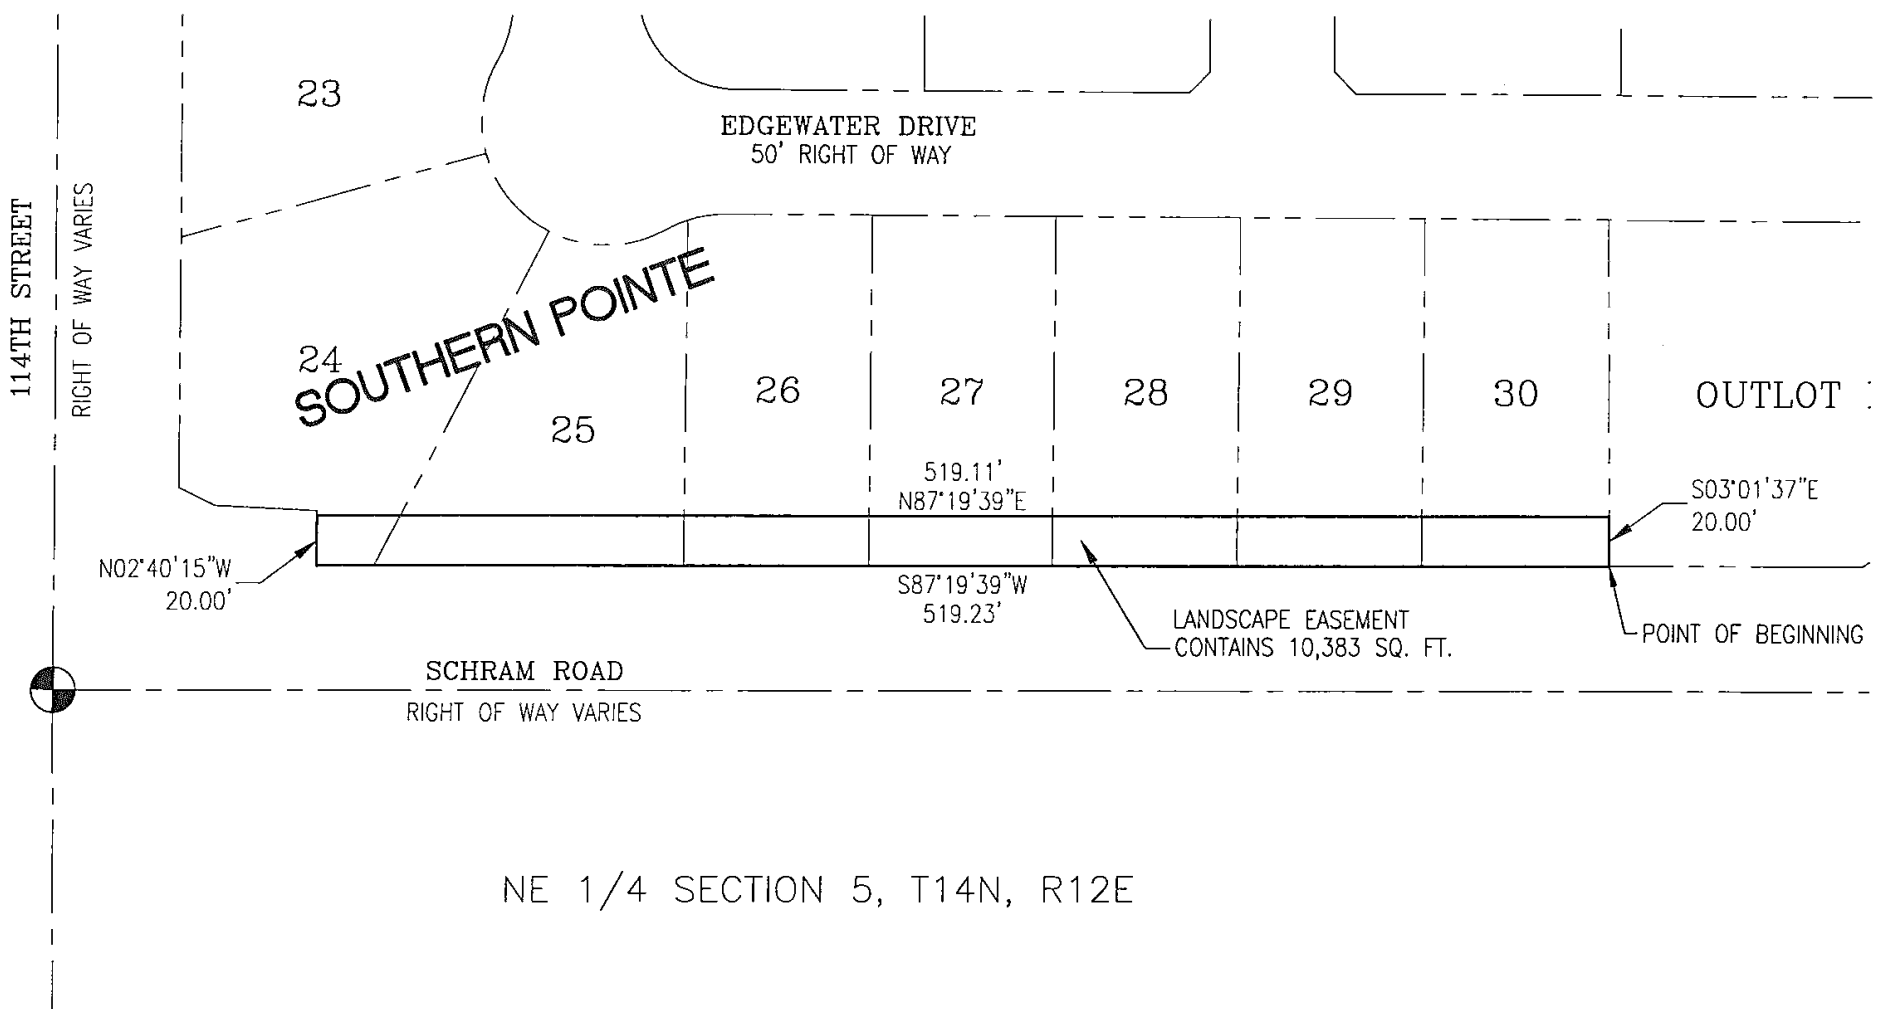 23
EDGEWATER DRIVE
50' RIGHT OF WAY
114TH STREET
RIGHT OF WAY VARIES
SOUTHERN POINTE
24
25
26
27
28
29
30
OUTLOT
519.11'
N87°19'39"E
S03°01'37"E
20.00'
N02°40'15"W
20.00'
S87°19'39"W
519.23'
LANDSCAPE EASEMENT
CONTAINS 10,383 SQ. FT.
POINT OF BEGINNING
SCHRAM ROAD
RIGHT OF WAY VARIES
NE 1/4 SECTION 5, T14N, R12E